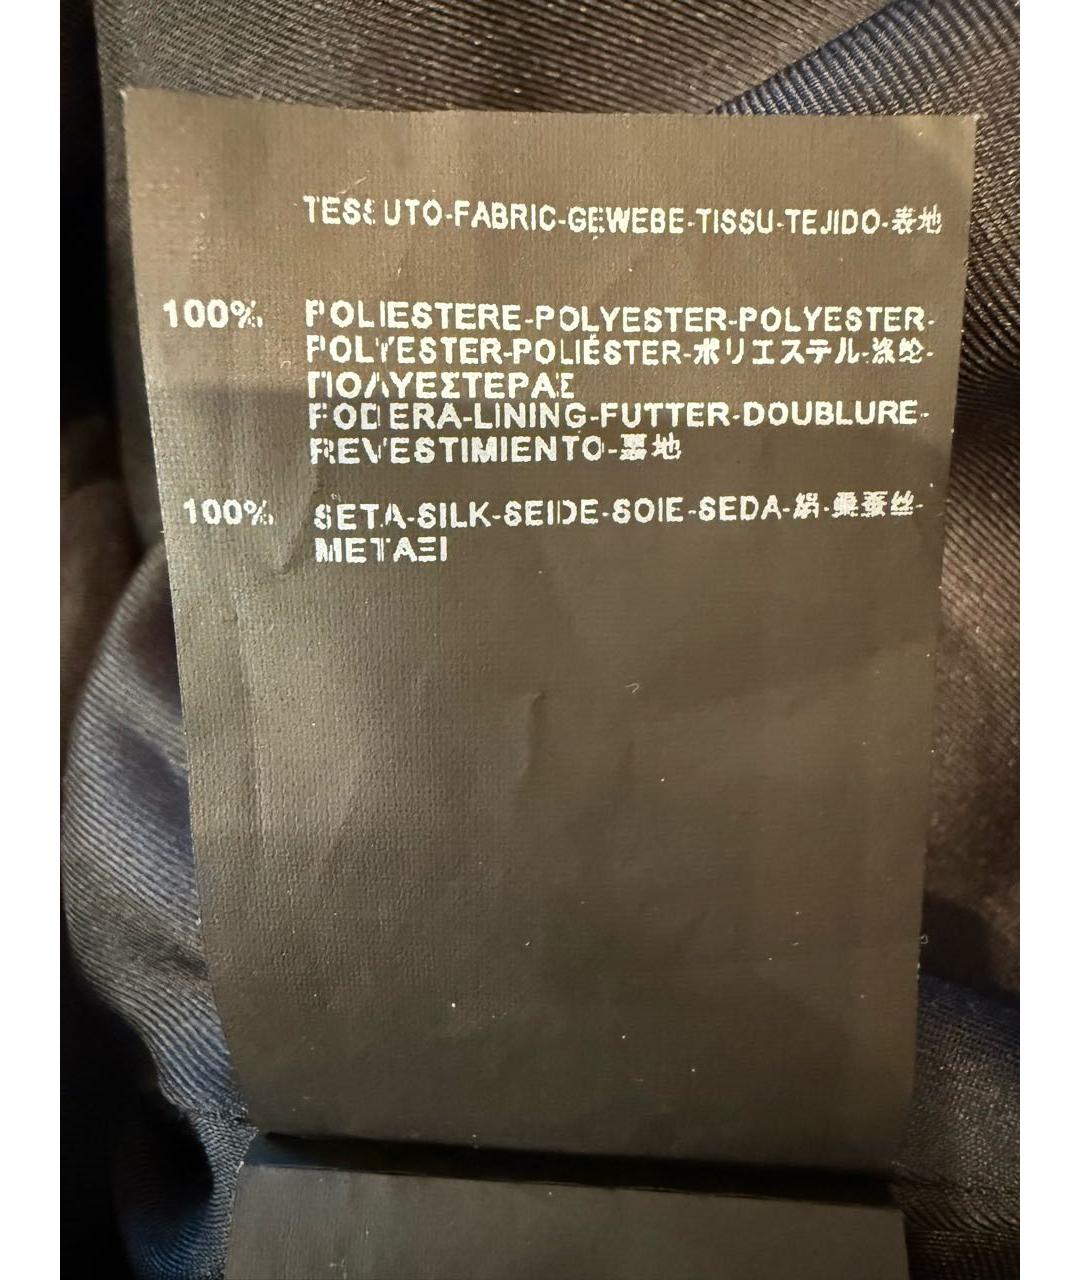 TESSUTO-FABRIC-GEWEBE-TISSU-TEJIDO-表地
100% POLIESTERE-POLYESTER-POLYESTER-
POLYESTER-POLIÉSTER-ポリエステル-涤纶-
ΠΟΛΥΕΣΤΕΡΑΣ
FODERA-LINING-FUTTER-DOUBLURE-
REVESTIMIENTO-裏地
100% SETA-SILK-SEIDE-SOIE-SEDA-絹-桑蚕丝-
ΜΕΤΑΞΙ